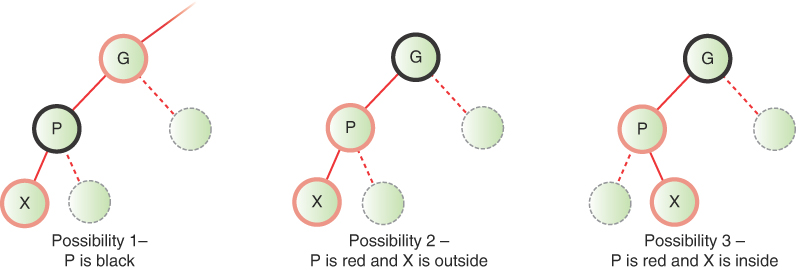 G
P
X
Possibility 1–
P is black
G
P
X
Possibility 2 –
P is red and X is outside
G
P
X
Possibility 3 –
P is red and X is inside